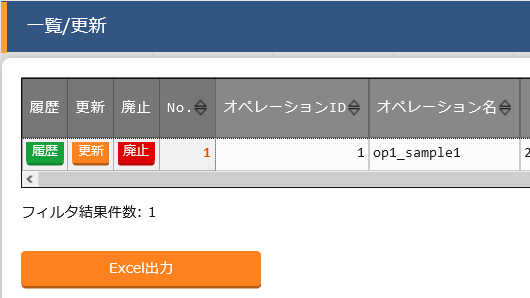 一覧/更新
履歴 更新 廃止 No. オペレーションID オペレーション名
履歴 更新 廃止 1 1 op1_sample1 2
フィルタ結果件数: 1
Excel出力